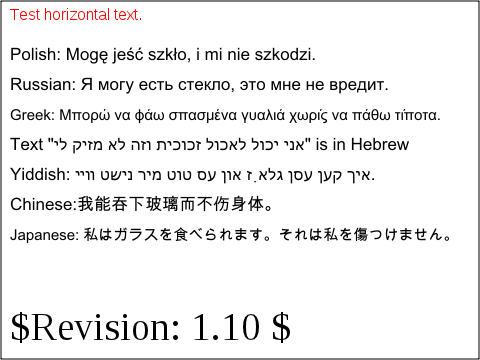 Test horizontal text.
Polish: Mogę jeść szkło, i mi nie szkodzi.
Russian: Я могу есть стекло, это мне не вредит.
Greek: Μπορώ να φάω σπασμένα γυαλιά χωρίς να πάθω τίποτα.
Text "אני יכול לאכול זכוכית וזה לא מזיק לי" is in Hebrew
Yiddish: איך קען עסן גלאָז און עס טוט מיר נישט וויי.
Chinese:我能吞下玻璃而不伤身体。
Japanese: 私はガラスを食べられます。それは私を傷つけません。
$Revision: 1.10 $